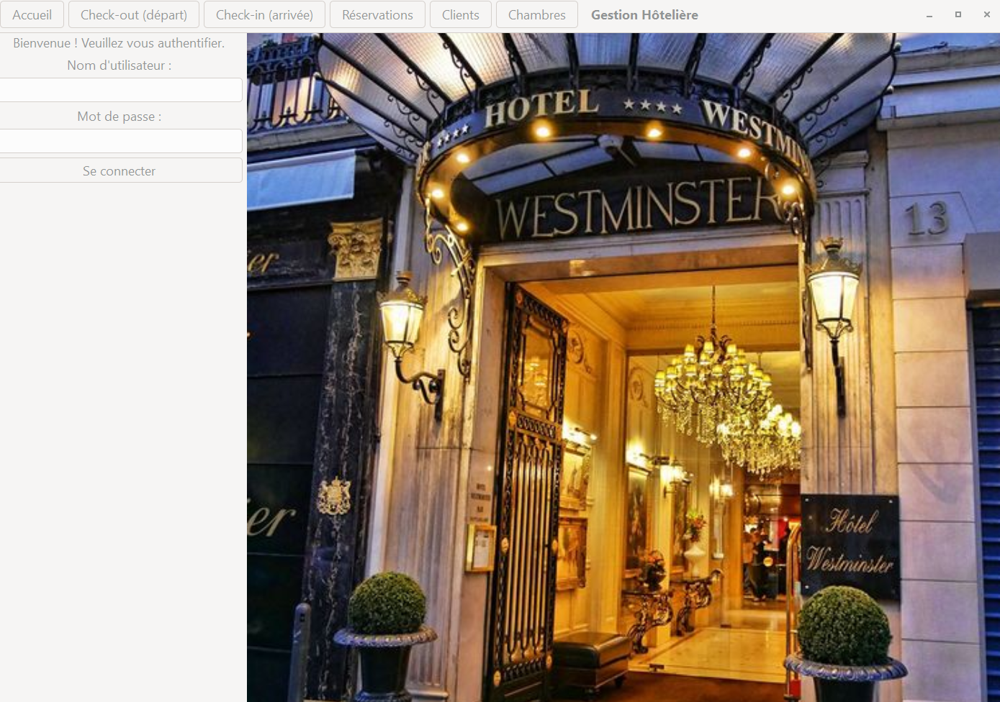 Accueil Check-out (départ) Check-in (arrivée) Réservations Clients Chambres Gestion Hôtelière
Bienvenue ! Veuillez vous authentifier.
Nom d'utilisateur :
Mot de passe :
Se connecter
HOTEL **** WESTMIN
WESTMINSTER
13
Hôtel
Westminster